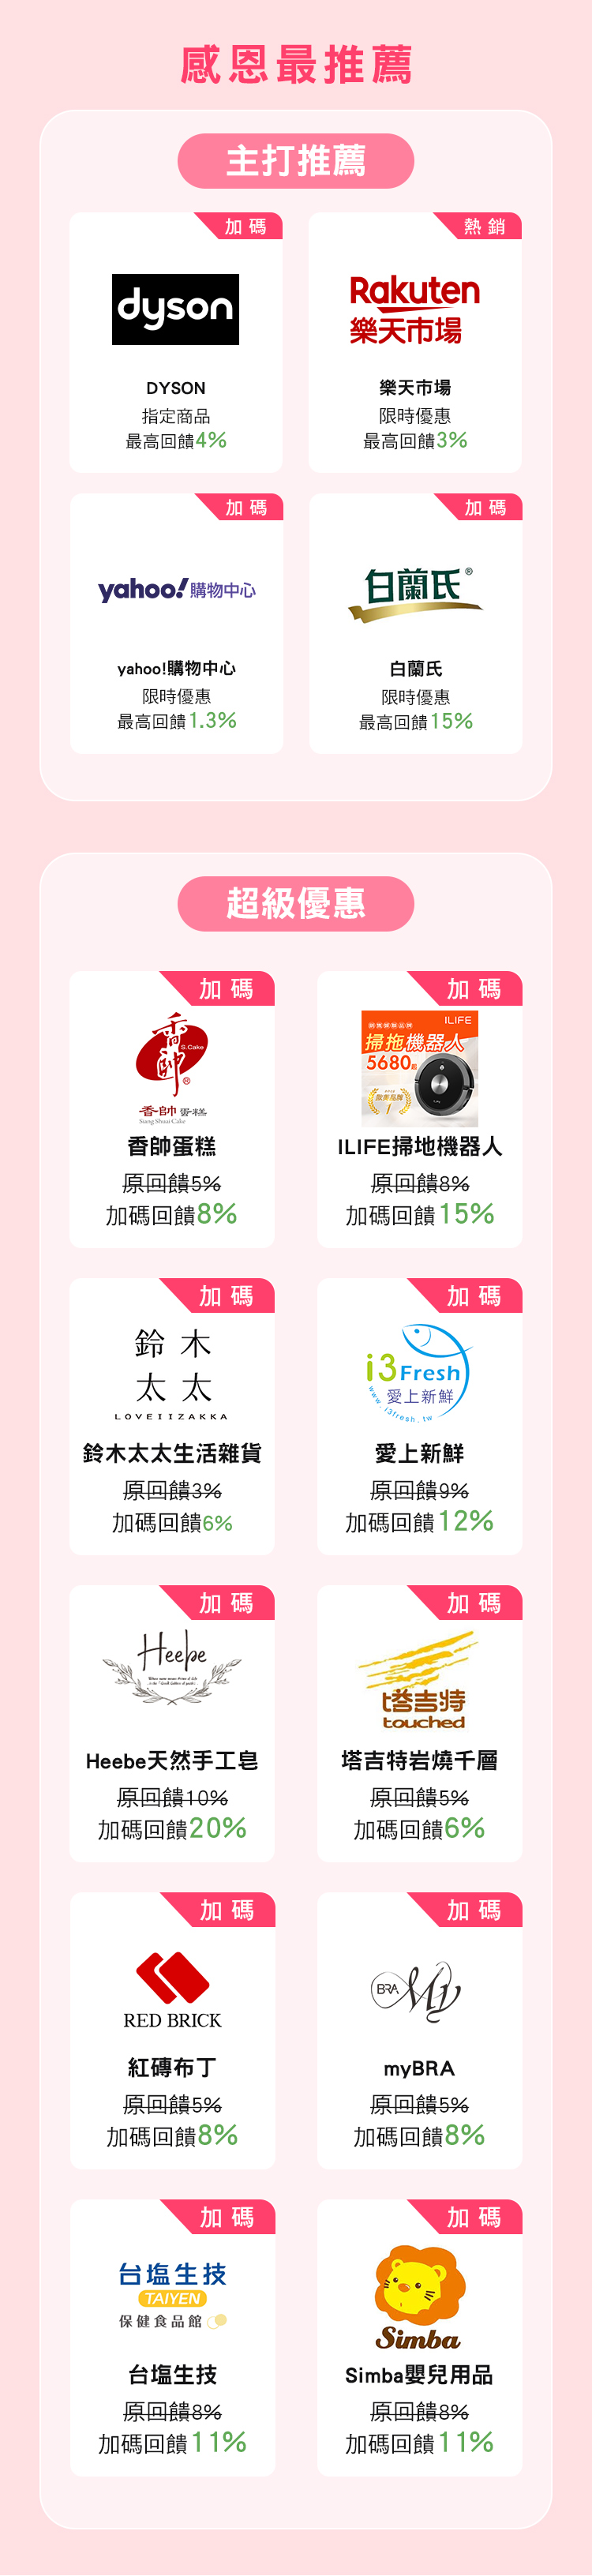 感恩最推薦
主打推薦
加碼
dyson
DYSON
指定商品
最高回饋4%
熱銷
Rakuten
樂天市場
樂天市場
限時優惠
最高回饋3%
加碼
yahoo!購物中心
yahoo!購物中心
限時優惠
最高回饋1.3%
加碼
白蘭氏®
白蘭氏
限時優惠
最高回饋15%
超級優惠
加碼
香帥
S.Cake
®
香帥蛋糕
Siang Shuai Cake
香帥蛋糕
原回饋5%
加碼回饋8%
加碼
ILIFE
掃拖機器人
5680起
ILIFE掃地機器人
原回饋8%
加碼回饋15%
加碼
鈴木
太太
LOVEIIZAKKA
鈴木太太生活雜貨
原回饋3%
加碼回饋6%
加碼
i3Fresh
愛上新鮮
www.i3fresh.tw
愛上新鮮
原回饋9%
加碼回饋12%
加碼
Heebe
Heebe天然手工皂
原回饋10%
加碼回饋20%
加碼
塔吉特
touched
塔吉特岩燒千層
原回饋5%
加碼回饋6%
加碼
RED BRICK
紅磚布丁
原回饋5%
加碼回饋8%
加碼
BRA My
myBRA
原回饋5%
加碼回饋8%
加碼
台塩生技
TAIYEN
保健食品館
台塩生技
原回饋8%
加碼回饋11%
加碼
Simba
Simba嬰兒用品
原回饋8%
加碼回饋11%